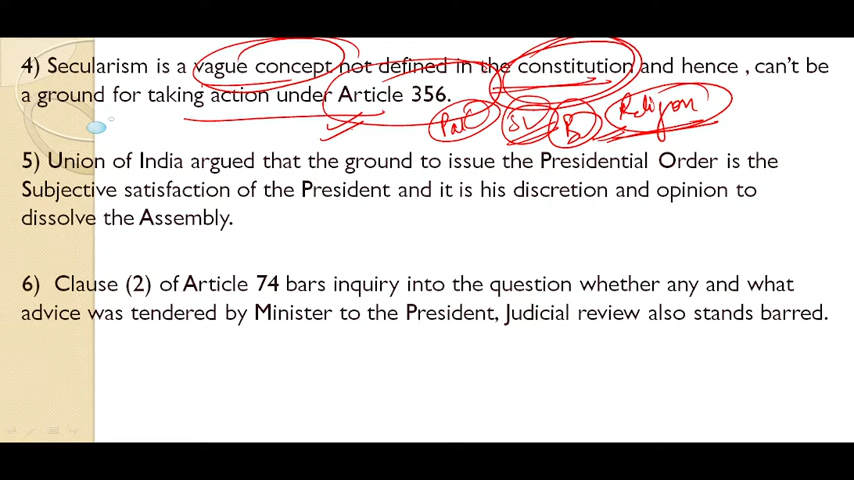 4) Secularism is a vague concept not defined in the constitution and hence , can't be
a ground for taking action under Article 356.
Religion
5) Union of India argued that the ground to issue the Presidential Order is the
Subjective satisfaction of the President and it is his discretion and opinion to
dissolve the Assembly.
6) Clause (2) of Article 74 bars inquiry into the question whether any and what
advice was tendered by Minister to the President, Judicial review also stands barred.